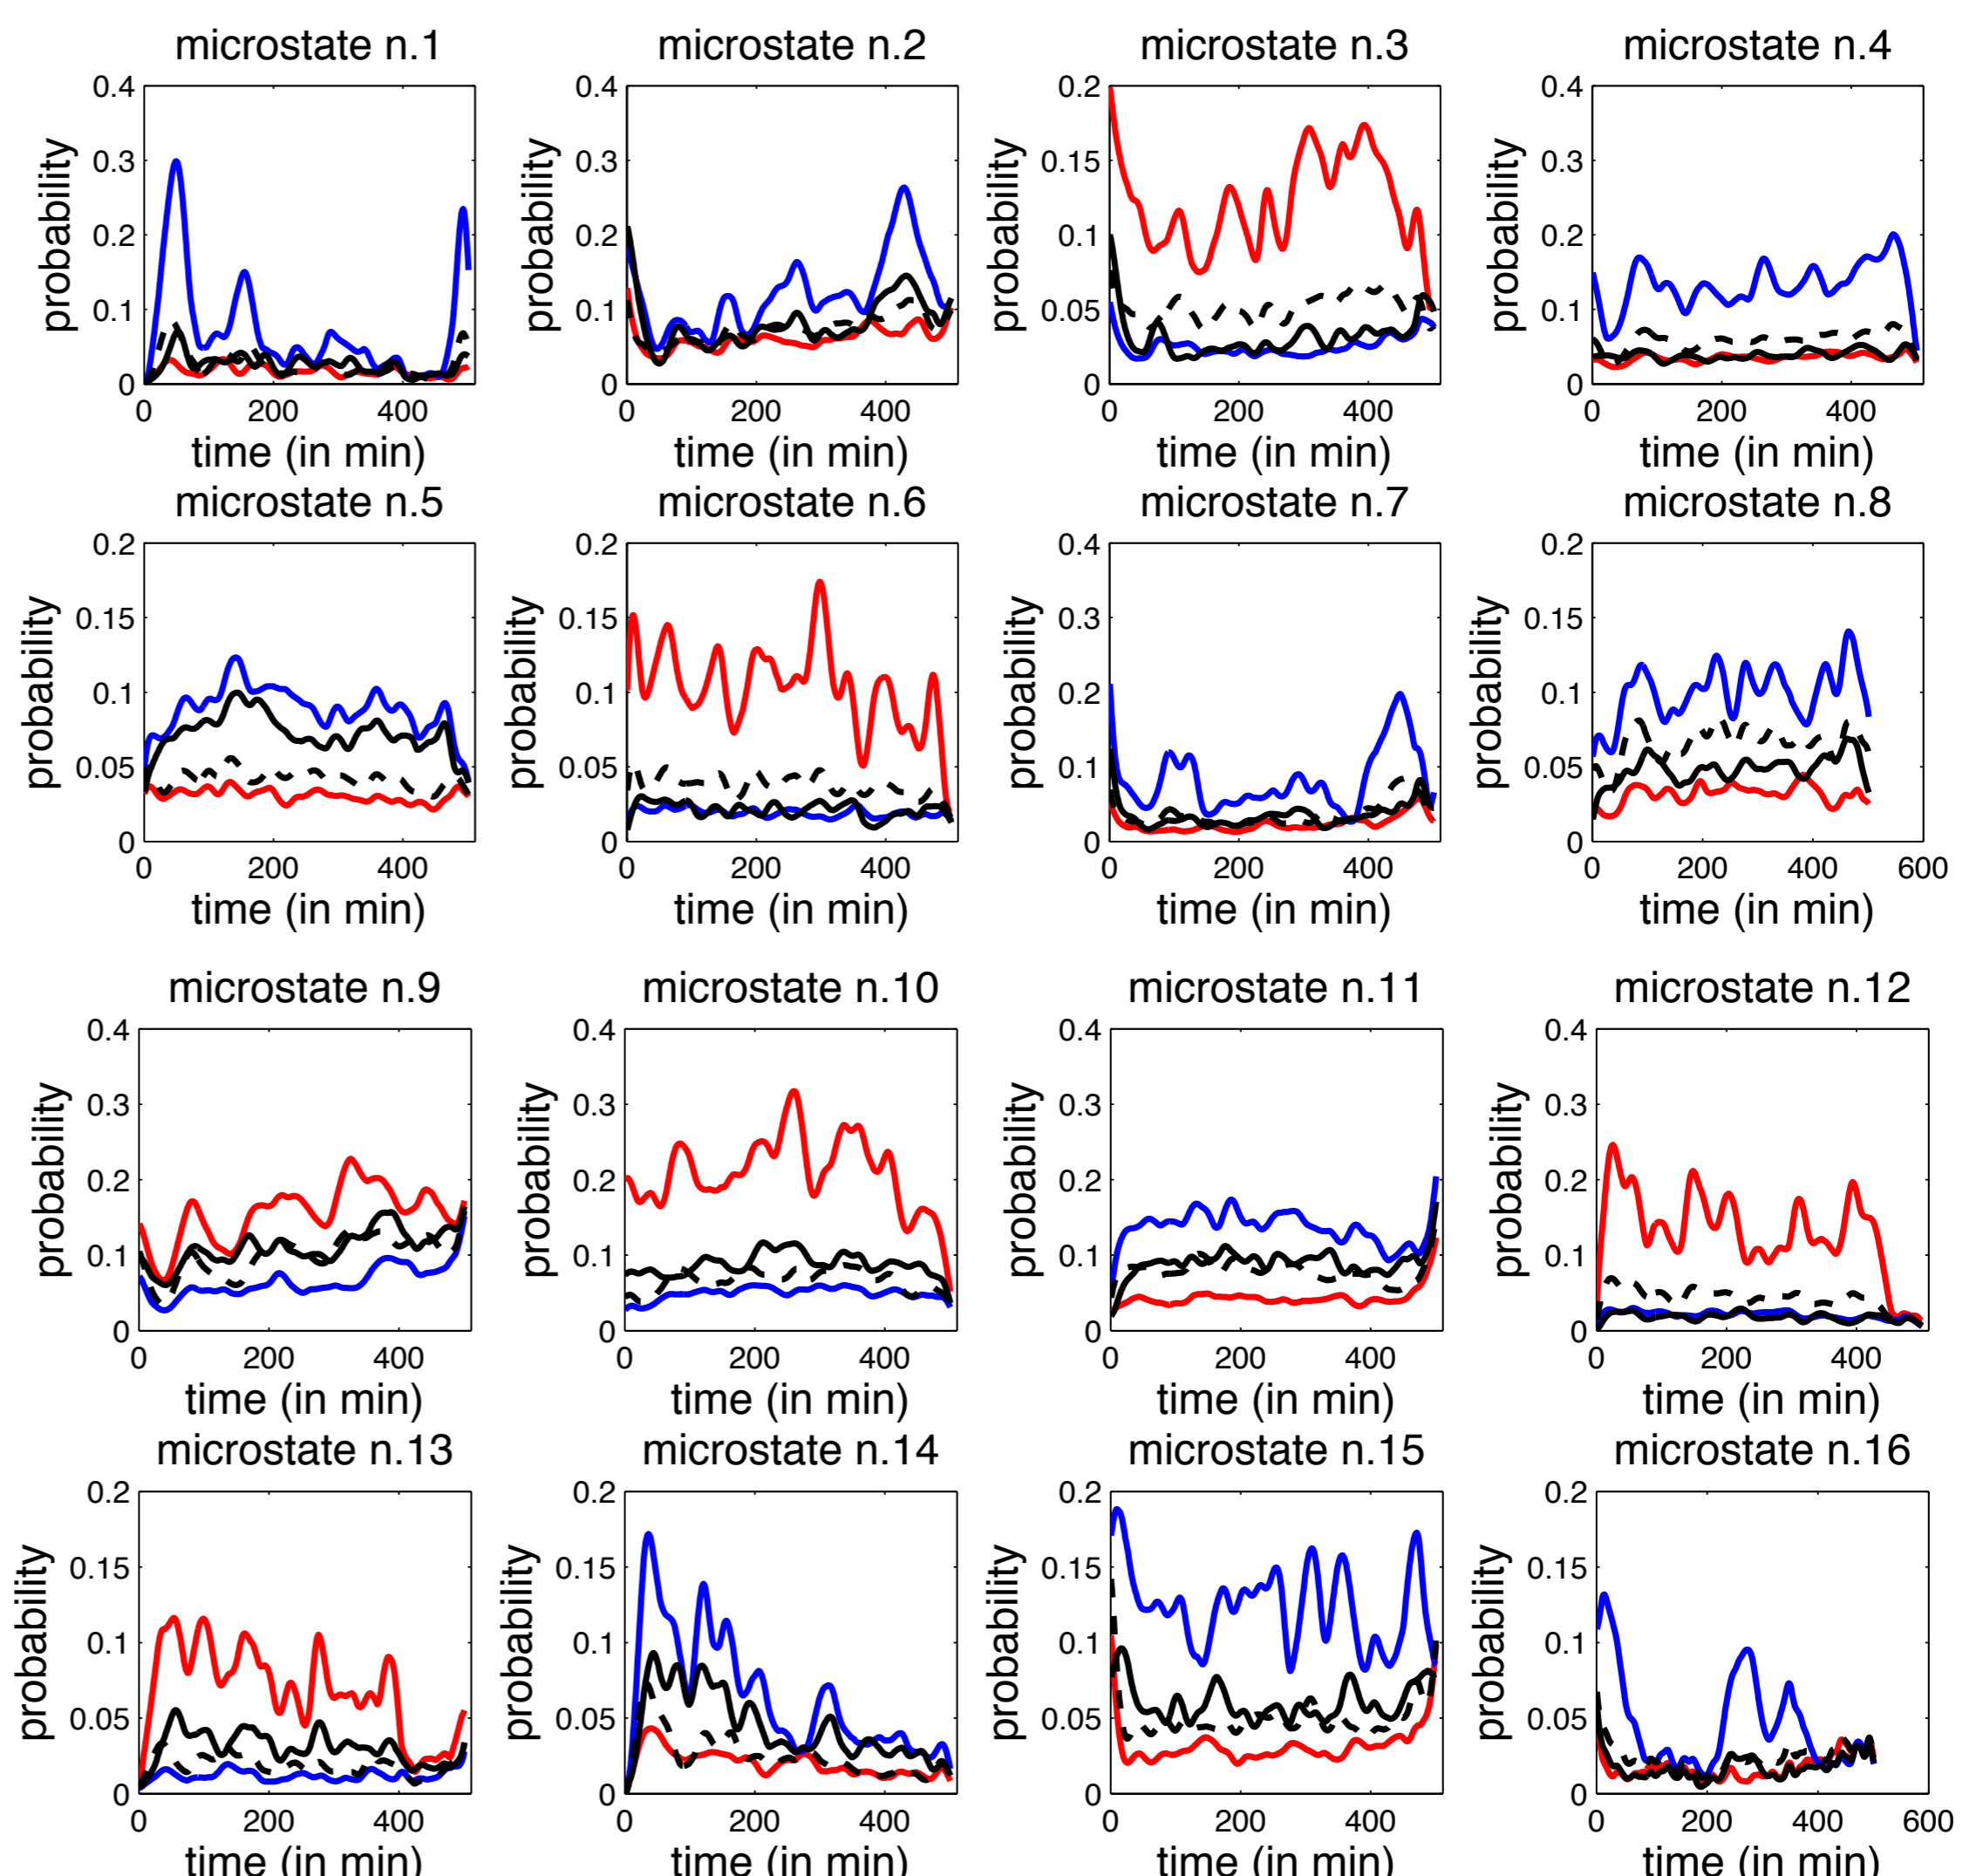 microstate n.1 microstate n.2 microstate n.3 microstate n.4
0.4 0.4 0.2 0.4
0.3 0.3 0.15 0.3
0.2 0.2 0.1 0.2
0.1 0.1 0.05 0.1
0 0 0 0
probability probability probability probability
0 200 400 0 200 400 0 200 400 0 200 400
time (in min) time (in min) time (in min) time (in min)
microstate n.5 microstate n.6 microstate n.7 microstate n.8
0.2 0.2 0.4 0.2
0.15 0.15 0.3 0.15
0.1 0.1 0.2 0.1
0.05 0.05 0.1 0.05
0 0 0 0
probability probability probability probability
0 200 400 0 200 400 0 200 400 0 200 400 600
time (in min) time (in min) time (in min) time (in min)
microstate n.9 microstate n.10 microstate n.11 microstate n.12
0.4 0.4 0.4 0.4
0.3 0.3 0.3 0.3
0.2 0.2 0.2 0.2
0.1 0.1 0.1 0.1
0 0 0 0
probability probability probability probability
0 200 400 0 200 400 0 200 400 0 200 400
time (in min) time (in min) time (in min) time (in min)
microstate n.13 microstate n.14 microstate n.15 microstate n.16
0.2 0.2 0.2 0.2
0.15 0.15 0.15 0.15
0.1 0.1 0.1 0.1
0.05 0.05 0.05 0.05
0 0 0 0
probability probability probability probability
0 200 400 0 200 400 0 200 400 0 200 400 600
time (in min) time (in min) time (in min) time (in min)